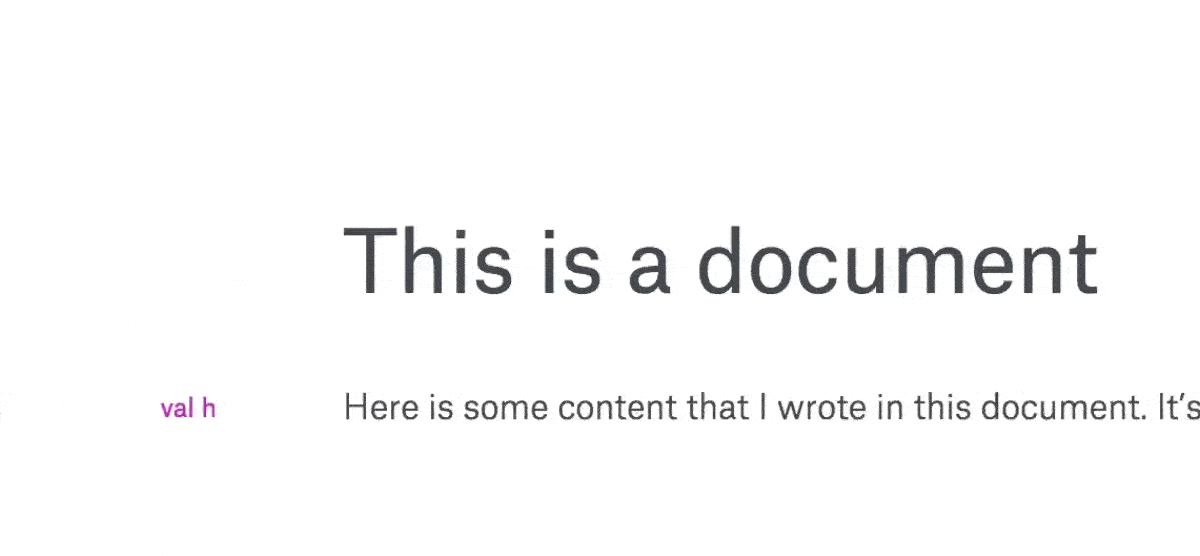 This is a document
val h
Here is some content that I wrote in this document. It’s